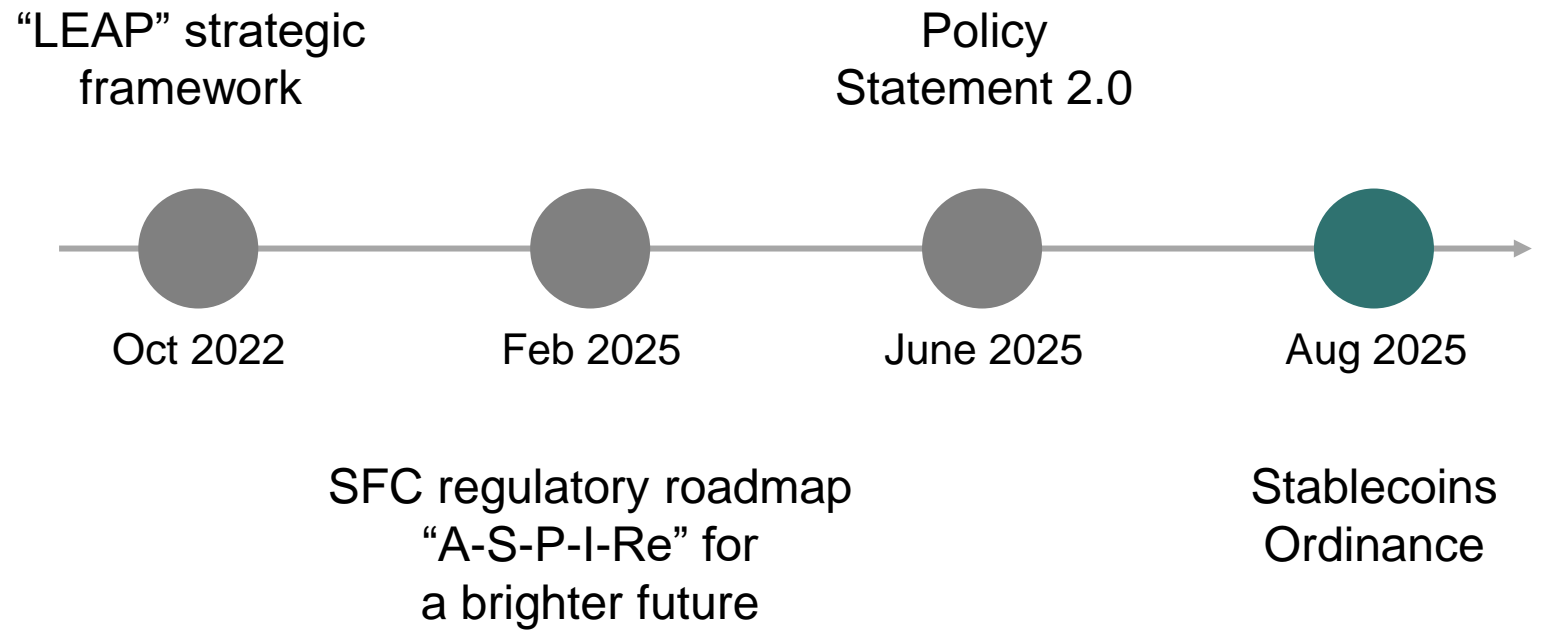 “LEAP” strategic
framework
Policy
Statement 2.0
Oct 2022
Feb 2025
June 2025
Aug 2025
SFC regulatory roadmap
“A-S-P-I-Re” for
a brighter future
Stablecoins
Ordinance